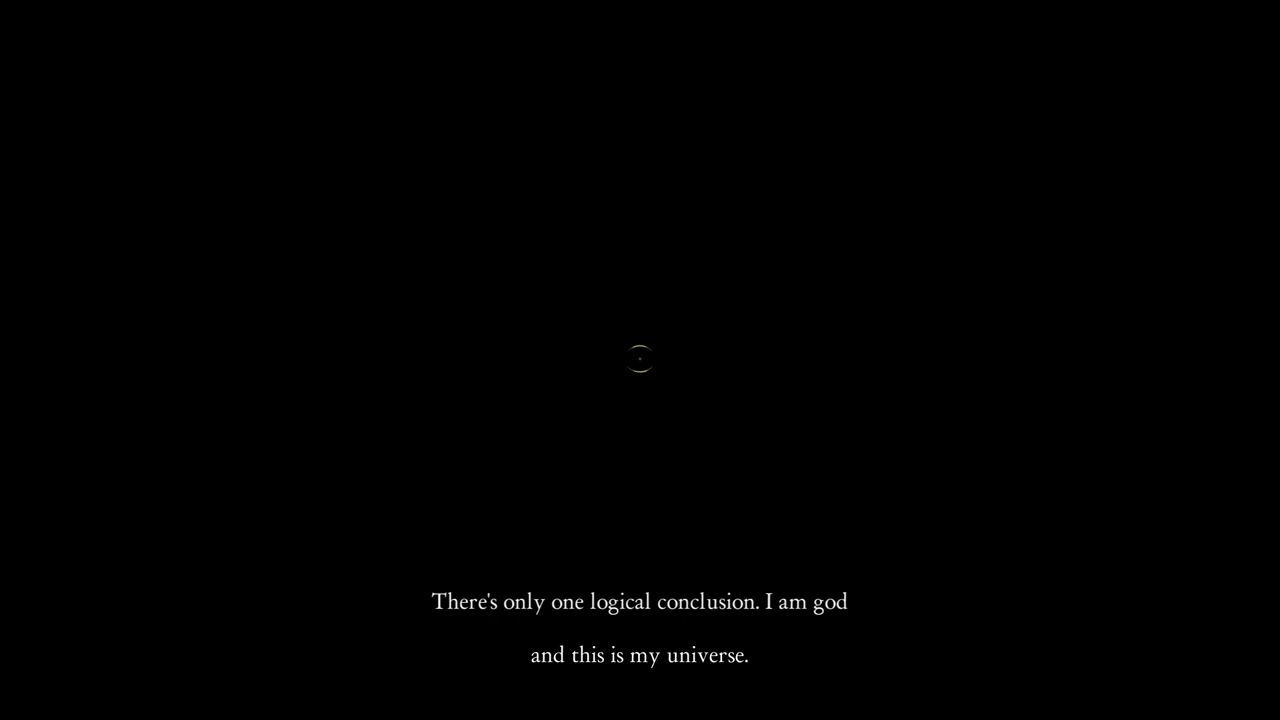 There's only one logical conclusion. I am god
and this is my universe.